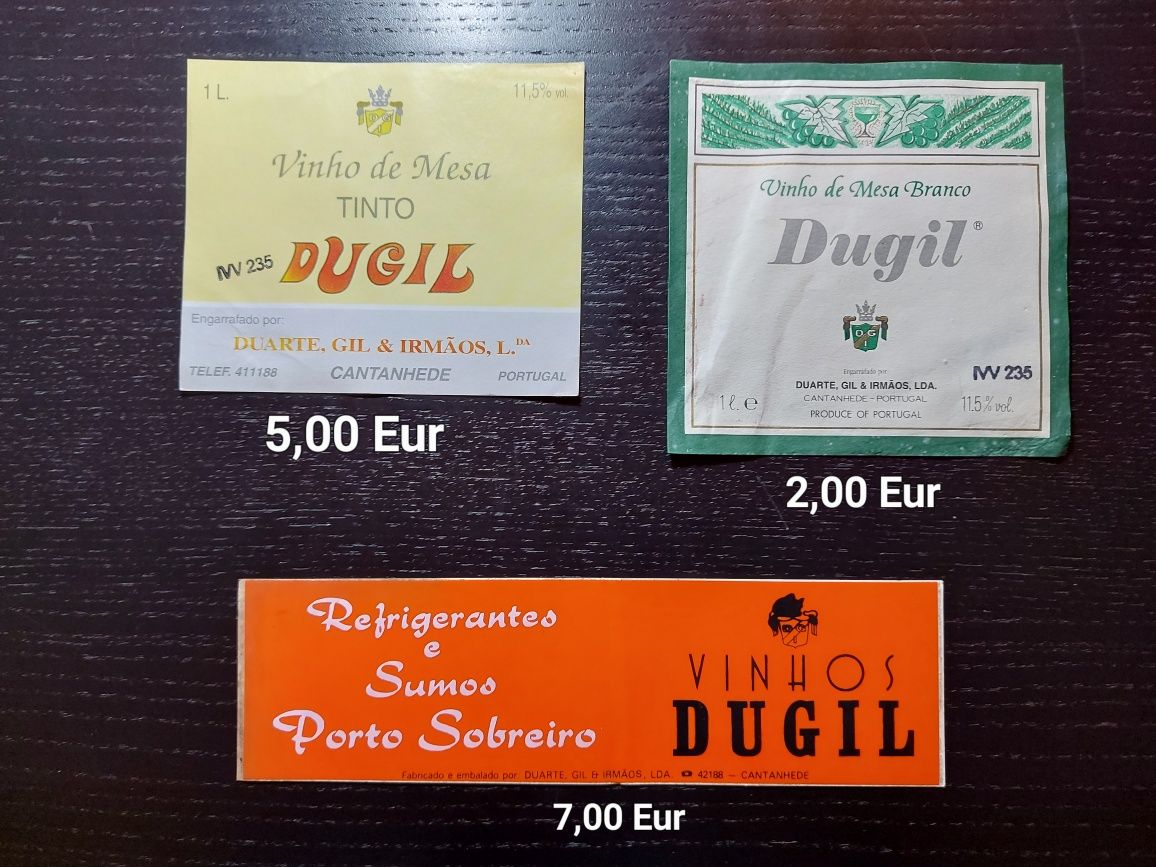 1 L.
11,5% vol.
Vinho de Mesa
TINTO
IVV 235
DUGIL
Engarrafado por:
DUARTE, GIL & IRMÃOS, L.DA
TELEF. 411188 CANTANHEDE PORTUGAL
5,00 Eur
Vinho de Mesa Branco
Dugil®
D G
I
Engarrafado por
DUARTE, GIL & IRMÃOS, LDA.
CANTANHEDE - PORTUGAL
PRODUCE OF PORTUGAL
1 ℓ. e
IVV 235
11.5% vol.
2,00 Eur
Refrigerantes
e
Sumos
Porto Sobreiro
VINHOS
DUGIL
Fabricado e embalado por DUARTE, GIL & IRMÃOS, LDA. ☎ 42188 – CANTANHEDE
7,00 Eur